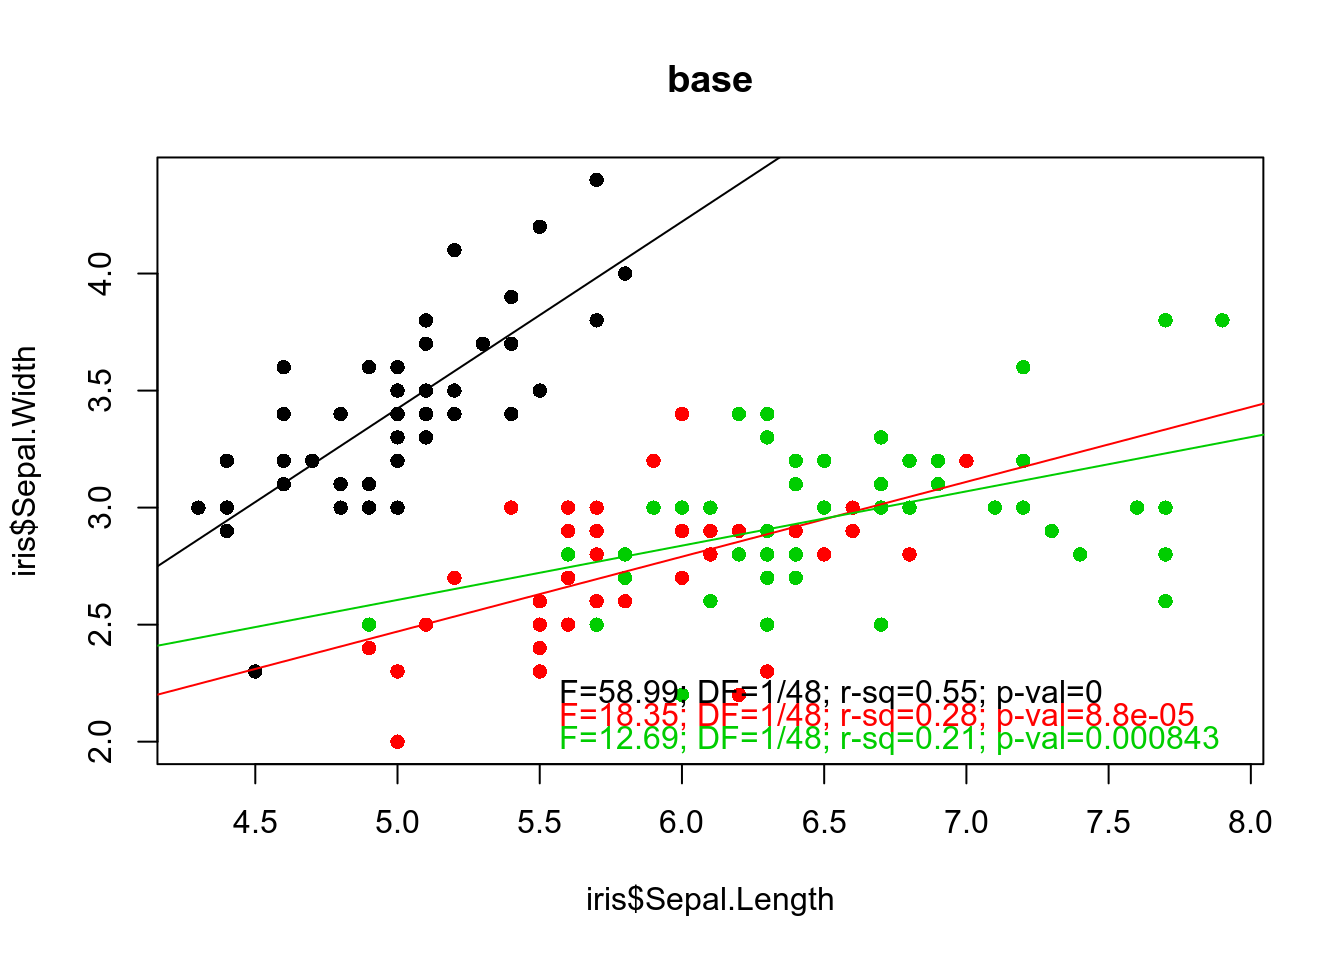 base
iris$Sepal.Width
4.0
3.5
3.0
2.5
2.0
F=58.99; DF=1/48; r-sq=0.55; p-val=0
F=18.35; DF=1/48; r-sq=0.28; p-val=8.8e-05
F=12.69; DF=1/48; r-sq=0.21; p-val=0.000843
4.5 5.0 5.5 6.0 6.5 7.0 7.5 8.0
iris$Sepal.Length